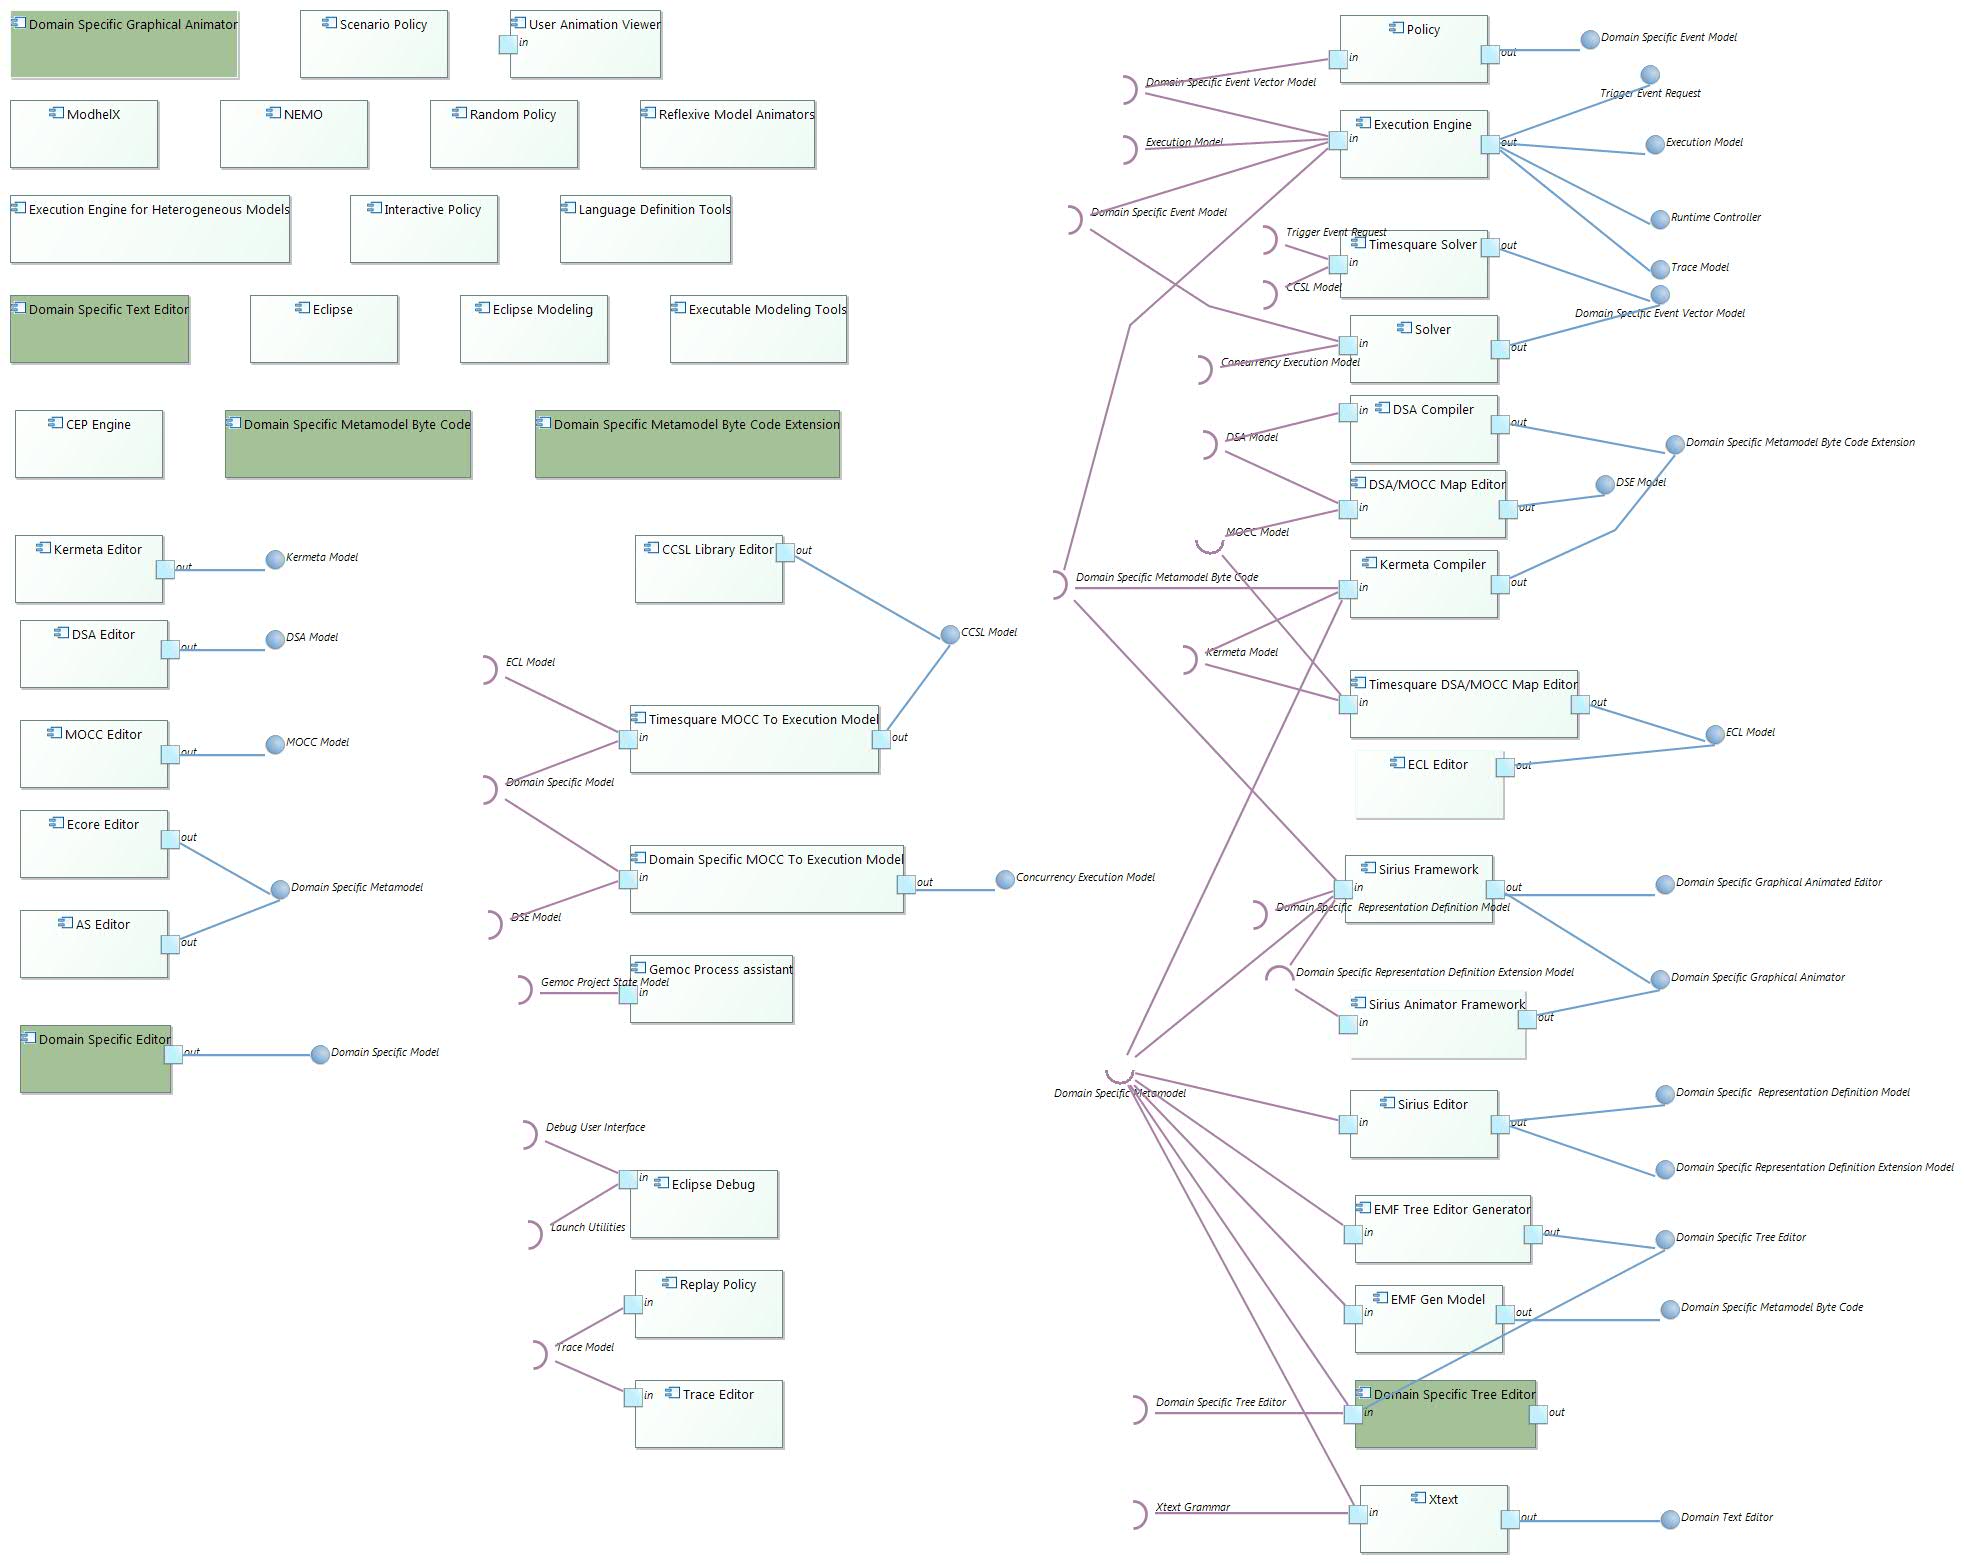 Domain Specific Graphical Animator
Scenario Policy
User Animation Viewer
in
ModhelX
NEMO
Random Policy
Reflexive Model Animators
Execution Engine for Heterogeneous Models
Interactive Policy
Language Definition Tools
Domain Specific Text Editor
Eclipse
Eclipse Modeling
Executable Modeling Tools
CEP Engine
Domain Specific Metamodel Byte Code
Domain Specific Metamodel Byte Code Extension
Kermeta Editor
out
Kermeta Model
DSA Editor
out
DSA Model
MOCC Editor
out
MOCC Model
Ecore Editor
out
Domain Specific Metamodel
AS Editor
out
Domain Specific Editor
out
Domain Specific Model
CCSL Library Editor
out
CCSL Model
ECL Model
Timesquare MOCC To Execution Model
in
out
Domain Specific Model
Domain Specific MOCC To Execution Model
in
out
Concurrency Execution Model
DSE Model
Gemoc Process assistant
Gemoc Project State Model
in
Debug User Interface
in
Eclipse Debug
Launch Utilities
Replay Policy
in
Trace Model
in
Trace Editor
Policy
in
out
Domain Specific Event Model
Domain Specific Event Vector Model
Trigger Event Request
Execution Engine
in
out
Execution Model
Execution Model
Domain Specific Event Model
Runtime Controller
Trigger Event Request
Timesquare Solver
in
out
Trace Model
CCSL Model
Domain Specific Event Vector Model
Solver
in
out
Concurrency Execution Model
DSA Compiler
in
out
DSA Model
Domain Specific Metamodel Byte Code Extension
DSA/MOCC Map Editor
in
out
DSE Model
MOCC Model
Kermeta Compiler
in
out
Domain Specific Metamodel Byte Code
Kermeta Model
Timesquare DSA/MOCC Map Editor
in
out
ECL Model
ECL Editor
out
Sirius Framework
in
out
Domain Specific Graphical Animated Editor
Domain Specific  Representation Definition Model
Domain Specific Representation Definition Extension Model
Domain Specific Graphical Animator
Sirius Animator Framework
in
out
Domain Specific Metamodel
Sirius Editor
in
out
Domain Specific  Representation Definition Model
Domain Specific Representation Definition Extension Model
EMF Tree Editor Generator
in
out
Domain Specific Tree Editor
EMF Gen Model
in
out
Domain Specific Metamodel Byte Code
Domain Specific Tree Editor
Domain Specific Tree Editor
in
out
Xtext Grammar
Xtext
in
out
Domain Text Editor